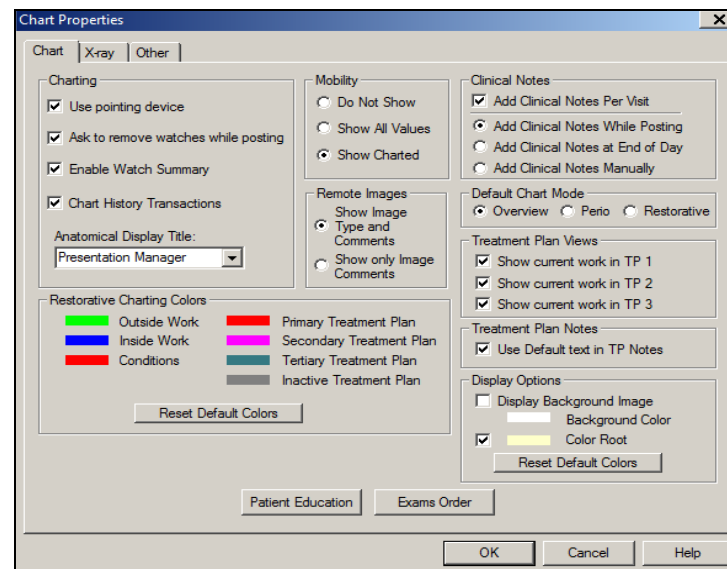 Chart Properties
Chart X-ray Other
Charting
Use pointing device
Ask to remove watches while posting
Enable Watch Summary
Chart History Transactions
Anatomical Display Title:
Presentation Manager
Mobility
Do Not Show
Show All Values
Show Charted
Remote Images
Show Image
Type and
Comments
Show only Image
Comments
Clinical Notes
Add Clinical Notes Per Visit
Add Clinical Notes While Posting
Add Clinical Notes at End of Day
Add Clinical Notes Manually
Default Chart Mode
Overview Perio Restorative
Treatment Plan Views
Show current work in TP 1
Show current work in TP 2
Show current work in TP 3
Treatment Plan Notes
Use Default text in TP Notes
Restorative Charting Colors
Outside Work Primary Treatment Plan
Inside Work Secondary Treatment Plan
Conditions Tertiary Treatment Plan
Inactive Treatment Plan
Reset Default Colors
Display Options
Display Background Image
Background Color
Color Root
Reset Default Colors
Patient Education Exams Order
OK Cancel Help